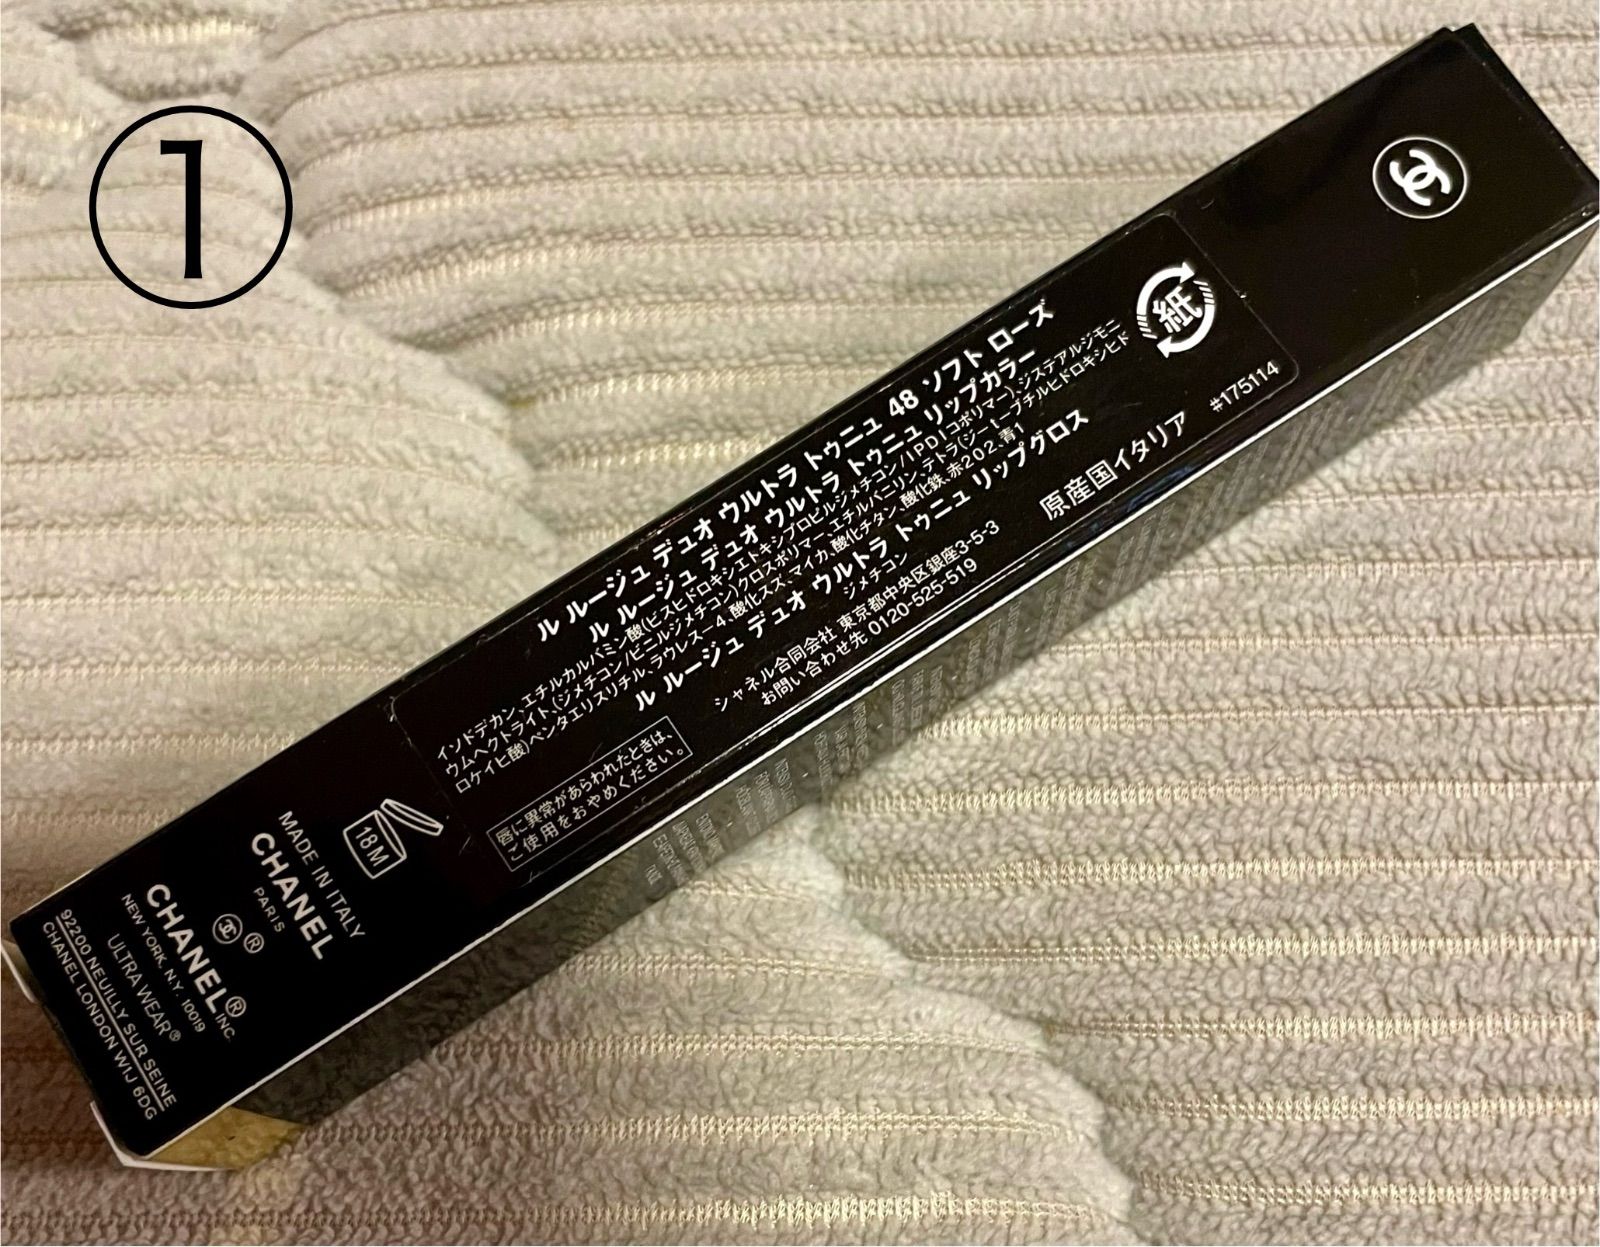 ①
ル ルージュ デュオ ウルトラ トゥニュ 48 ソフト ローズ
ル ルージュ デュオ ウルトラ トゥニュ リップカラー
イソドデカン、エチルカルバミン酸(ビスヒドロキシエトキシプロピルジメチコン/IPDIコポリマー)、ジステアルジモニ
ウムヘクトライト、(ジメチコン/ビニルジメチコン)クロスポリマー、エチルバニリン、テトラ(ジ－t－ブチルヒドロキシヒド
ロケイヒ酸)ペンタエリスリチル、ラウレス－4、酸化スズ、マイカ、酸化チタン、酸化鉄、赤202、青1
ル ルージュ デュオ ウルトラ トゥニュ リップグロス
ジメチコン
シャネル合同会社 東京都中央区銀座3-5-3
お問い合わせ先 0120-525-519
原産国イタリア
#175114
紙
唇に異常があらわれたときは、
ご使用をおやめください。
18M
MADE IN ITALY
CHANEL
PARIS
®
CHANEL® INC.
NEW YORK, N.Y. 10019
ULTRA WEAR®
92200 NEUILLY SUR SEINE
CHANEL LONDON W1J 6DG